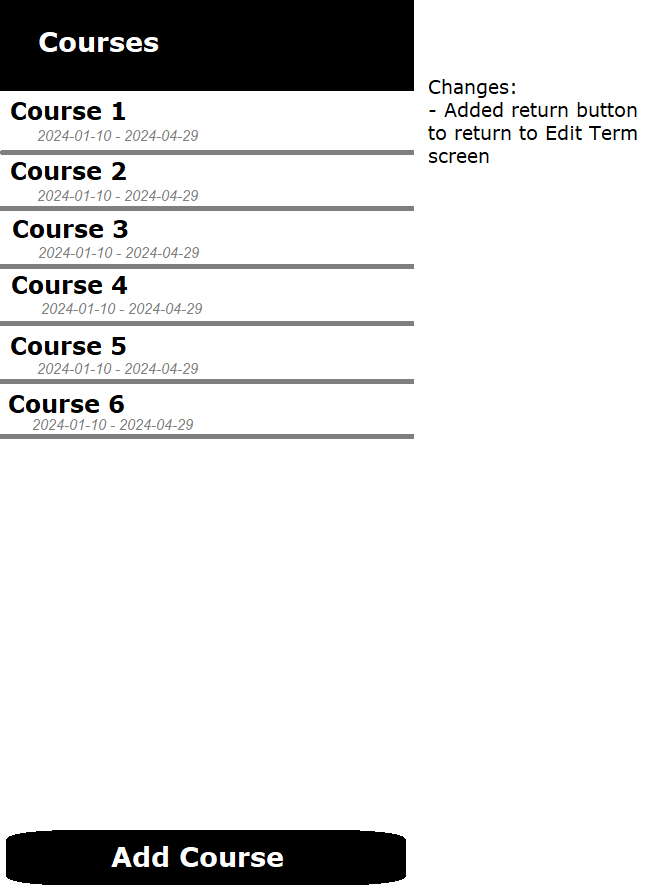 Courses
Course 1
2024-01-10 - 2024-04-29
Course 2
2024-01-10 - 2024-04-29
Course 3
2024-01-10 - 2024-04-29
Course 4
2024-01-10 - 2024-04-29
Course 5
2024-01-10 - 2024-04-29
Course 6
2024-01-10 - 2024-04-29
Add Course
Changes:
- Added return button
to return to Edit Term
screen